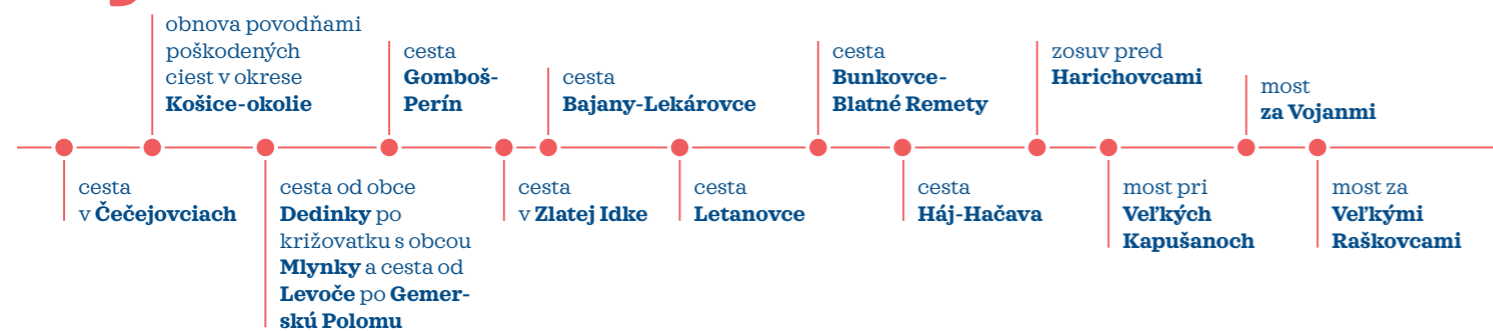 obnova povodňami
poškodených
ciest v okrese
Košice-okolie
cesta
Gomboš-
Perín
cesta
Bajany-Lekárovce
cesta
Bunkovce-
Blatné Remety
zosuv pred
Harichovcami
most
za Vojanmi
cesta
v Čečejovciach
cesta od obce
Dedinky po
križovatku s obcou
Mlynky a cesta od
Levoče po Gemer-
skú Polomu
cesta
v Zlatej Idke
cesta
Letanovce
cesta
Háj-Hačava
most pri
Veľkých
Kapušanoch
most za
Veľkými
Raškovcami